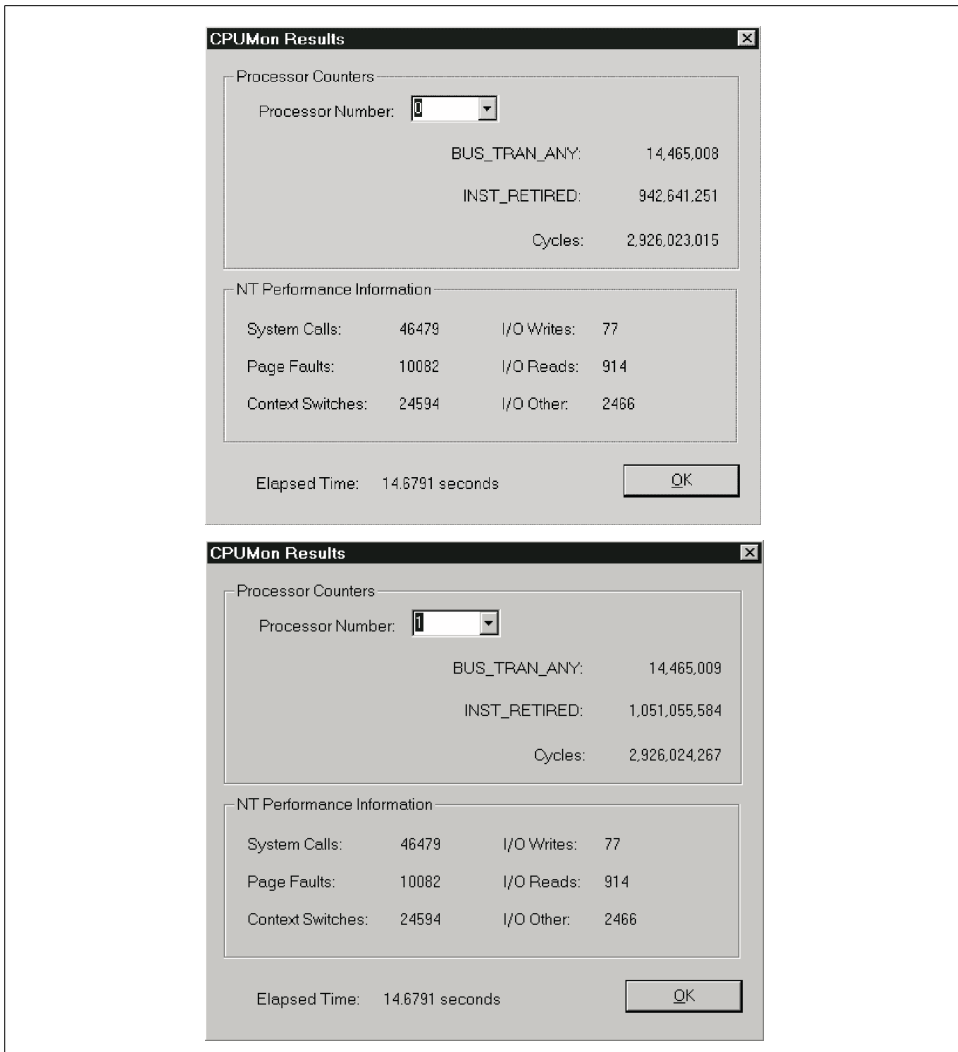 CPUMon Results
Processor Counters
Processor Number: 0
BUS_TRAN_ANY: 14,465,008
INST_RETIRED: 942,641,251
Cycles: 2,926,023,015
NT Performance Information
System Calls: 46479 I/O Writes: 77
Page Faults: 10082 I/O Reads: 914
Context Switches: 24594 I/O Other: 2466
Elapsed Time: 14.6791 seconds OK
CPUMon Results
Processor Counters
Processor Number: 1
BUS_TRAN_ANY: 14,465,009
INST_RETIRED: 1,051,055,584
Cycles: 2,926,024,267
NT Performance Information
System Calls: 46479 I/O Writes: 77
Page Faults: 10082 I/O Reads: 914
Context Switches: 24594 I/O Other: 2466
Elapsed Time: 14.6791 seconds OK